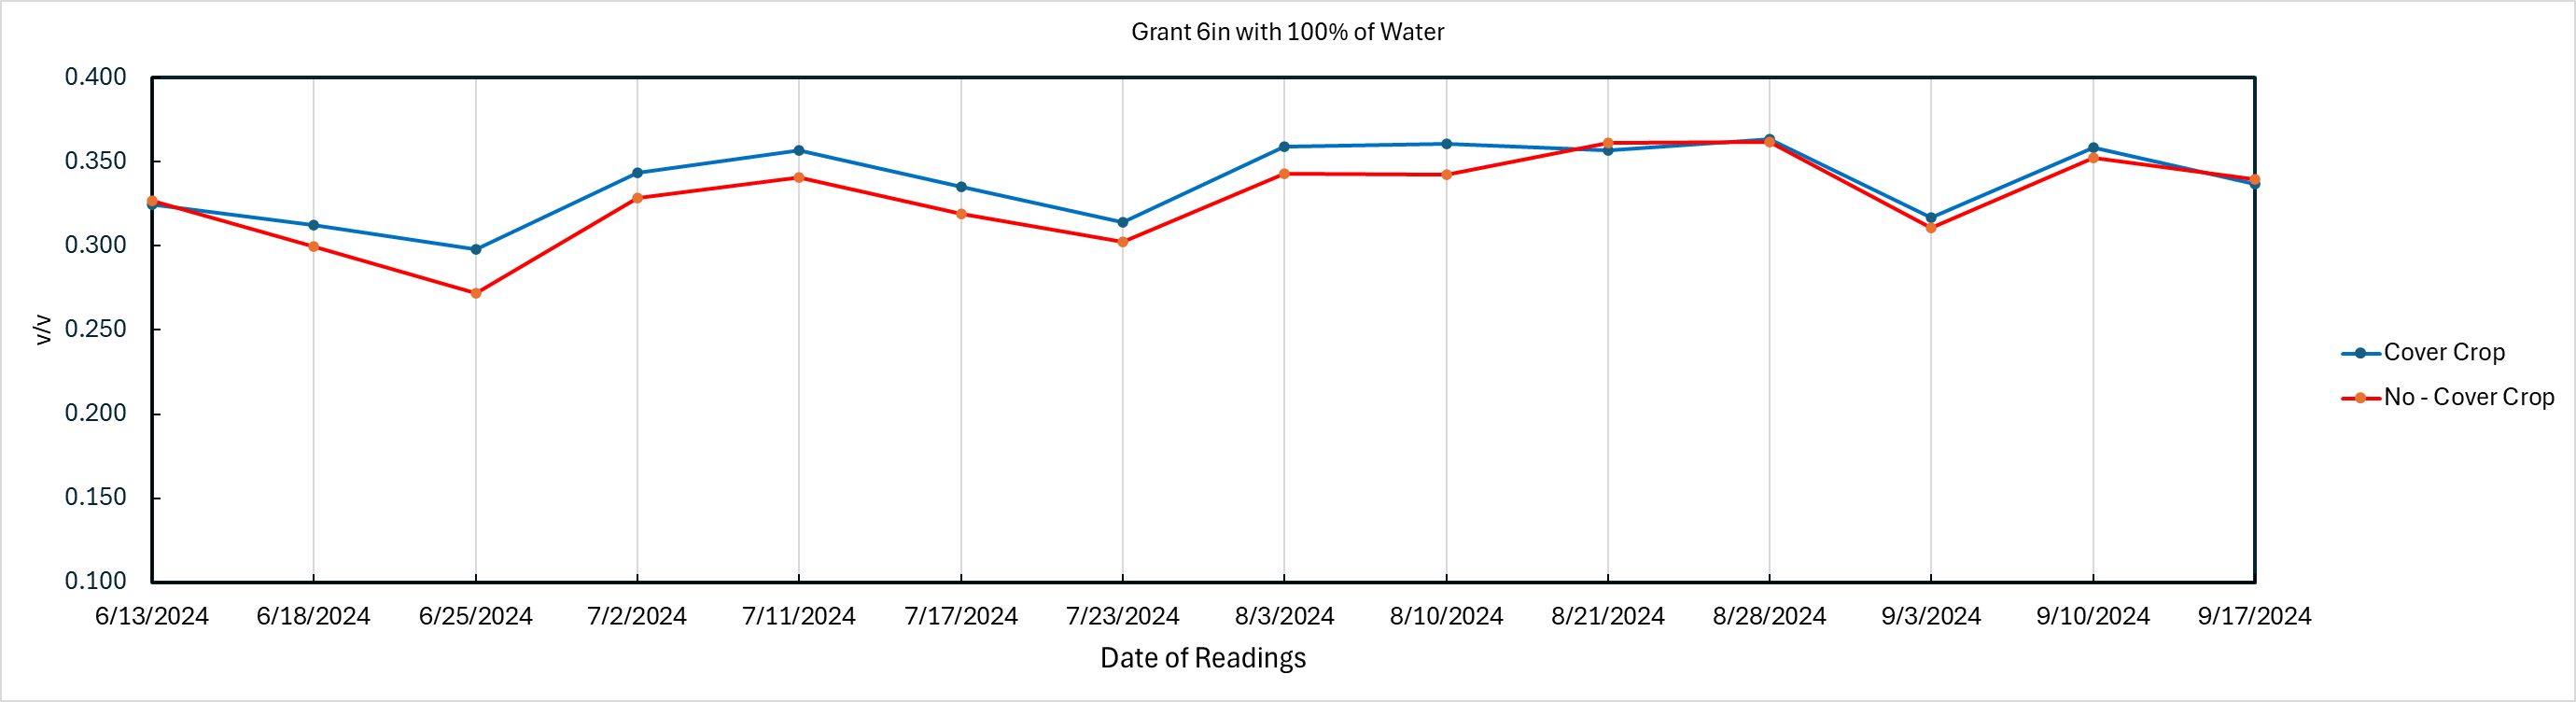 Grant 6in with 100% of Water
0.400
0.350
0.300
0.250
0.200
0.150
0.100
v/v
6/13/2024 6/18/2024 6/25/2024 7/2/2024 7/11/2024 7/17/2024 7/23/2024 8/3/2024 8/10/2024 8/21/2024 8/28/2024 9/3/2024 9/10/2024 9/17/2024
Date of Readings
Cover Crop
No - Cover Crop